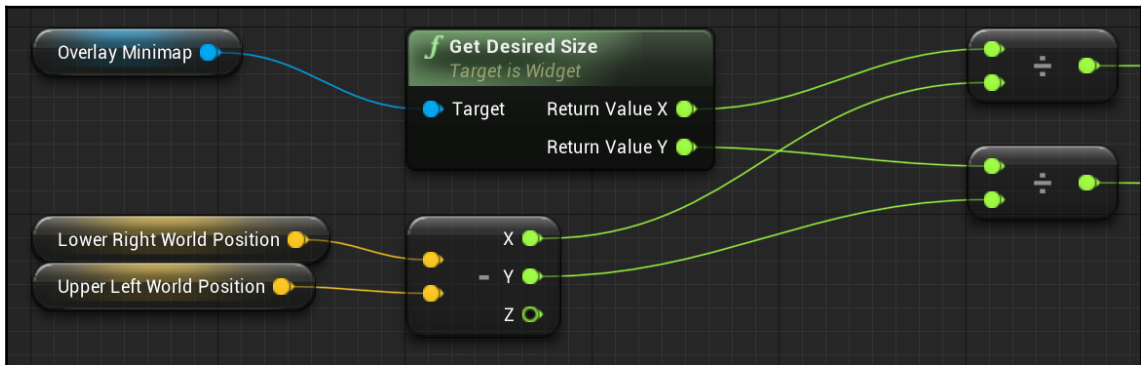 Overlay Minimap
f Get Desired Size
Target is Widget
Target
Return Value X
Return Value Y
÷
÷
Lower Right World Position
Upper Left World Position
-
X
Y
Z